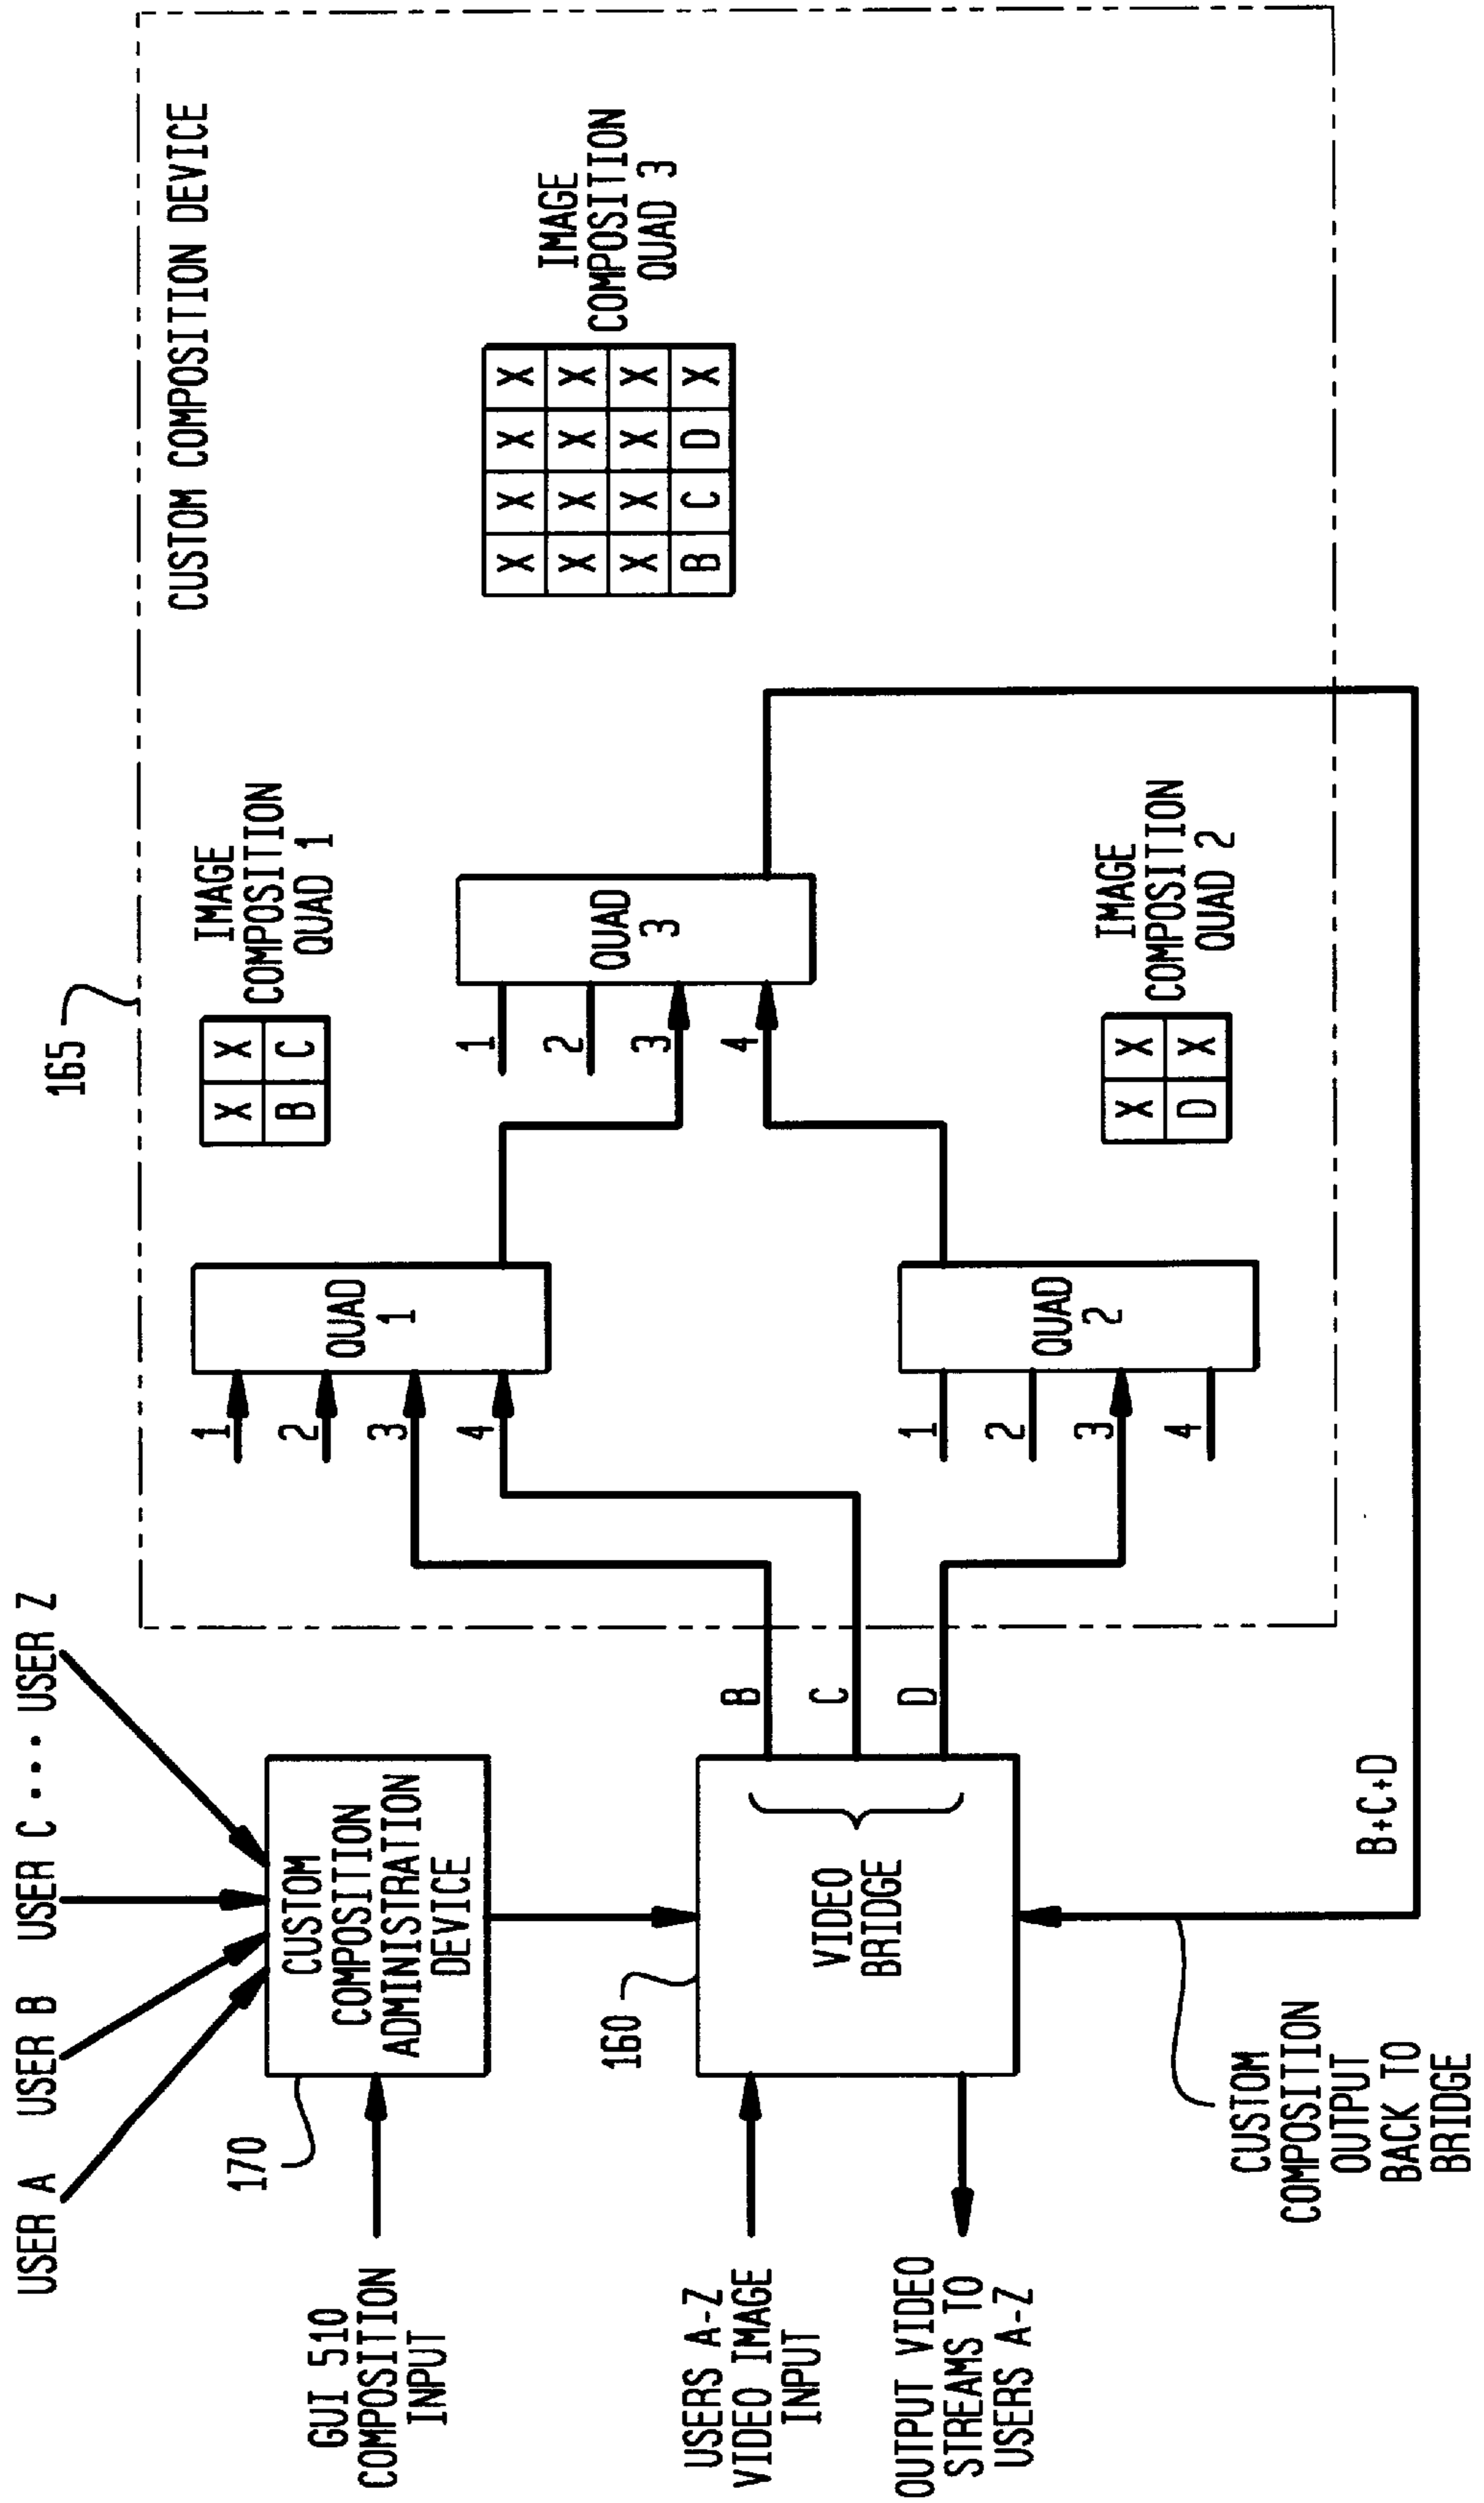 USER A
USER B
USER C • • • USER Z
165
CUSTOM COMPOSITION DEVICE
170
CUSTOM
COMPOSITION
ADMINISTRATION
DEVICE
GUI 510
COMPOSITION
INPUT
1
2
3
4
QUAD
1
X X
B C
IMAGE
COMPOSITION
QUAD 1
1
2
3
4
QUAD
3
X X X X
X X X X
X X X X
B C D X
IMAGE
COMPOSITION
QUAD 3
160
VIDEO
BRIDGE
B
C
D
USERS A-Z
VIDEO IMAGE
INPUT
OUTPUT VIDEO
STREAMS TO
USERS A-Z
1
2
3
4
QUAD
2
X X
D X
IMAGE
COMPOSITION
QUAD 2
B+C+D
CUSTOM
COMPOSITION
OUTPUT
BACK TO
BRIDGE